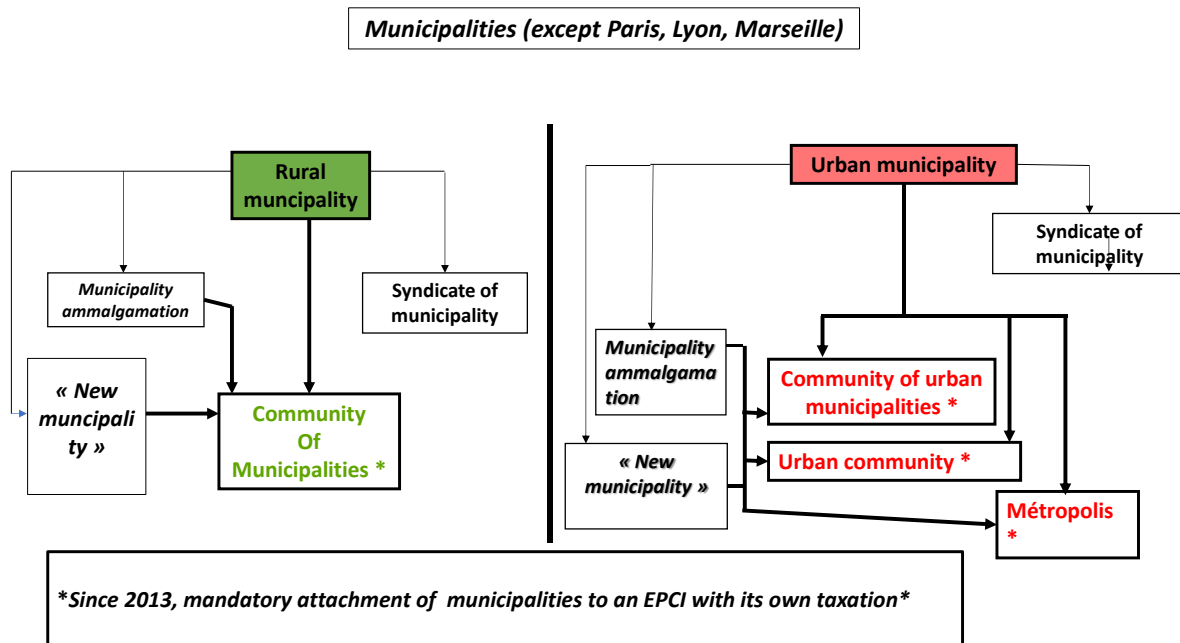 Municipalities (except Paris, Lyon, Marseille)
Rural
muncipality
Municipality
ammalgamation
Syndicate of
municipality
« New
muncipali
ty »
Community
Of
Municipalities *
Urban municipality
Syndicate of
municipality
Municipality
ammalgama
tion
Community of urban
municipalities *
« New
municipality »
Urban community *
Métropolis
*
*Since 2013, mandatory attachment of municipalities to an EPCI with its own taxation*